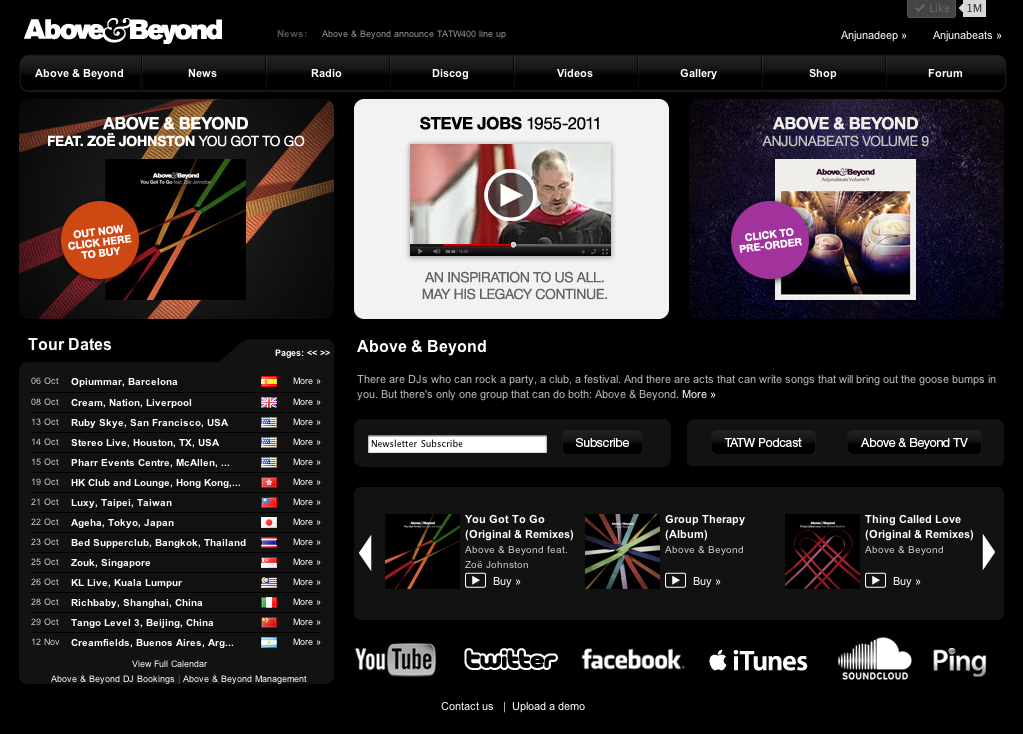 Like 1M
Above&Beyond
News: Above & Beyond announce TATW400 line up
Anjunadeep » Anjunabeats »
Above & Beyond News Radio Discog Videos Gallery Shop Forum
ABOVE & BEYOND
FEAT. ZOË JOHNSTON YOU GOT TO GO
Above&Beyond
You Got To Go feat. Zoë Johnston
OUT NOW
CLICK HERE
TO BUY
STEVE JOBS 1955-2011
AN INSPIRATION TO US ALL.
MAY HIS LEGACY CONTINUE.
ABOVE & BEYOND
ANJUNABEATS VOLUME 9
Above&Beyond
Anjunabeats Volume 9
CLICK TO
PRE-ORDER
Tour Dates
Pages: << >>
06 Oct Opiummar, Barcelona More »
08 Oct Cream, Nation, Liverpool More »
13 Oct Ruby Skye, San Francisco, USA More »
14 Oct Stereo Live, Houston, TX, USA More »
15 Oct Pharr Events Centre, McAllen, ... More »
19 Oct HK Club and Lounge, Hong Kong,... More »
21 Oct Luxy, Taipei, Taiwan More »
22 Oct Ageha, Tokyo, Japan More »
23 Oct Bed Supperclub, Bangkok, Thailand More »
25 Oct Zouk, Singapore More »
26 Oct KL Live, Kuala Lumpur More »
28 Oct Richbaby, Shanghai, China More »
29 Oct Tango Level 3, Beijing, China More »
12 Nov Creamfields, Buenos Aires, Arg... More »
View Full Calendar
Above & Beyond DJ Bookings | Above & Beyond Management
Above & Beyond
There are DJs who can rock a party, a club, a festival. And there are acts that can write songs that will bring out the goose bumps in
you. But there's only one group that can do both: Above & Beyond. More »
Newsletter Subscribe Subscribe
TATW Podcast Above & Beyond TV
You Got To Go
(Original & Remixes)
Above & Beyond feat.
Zoë Johnston
Buy »
Group Therapy
(Album)
Above & Beyond
Buy »
Thing Called Love
(Original & Remixes)
Above & Beyond
Buy »
YouTube twitter facebook iTunes SOUNDCLOUD Ping
Contact us | Upload a demo